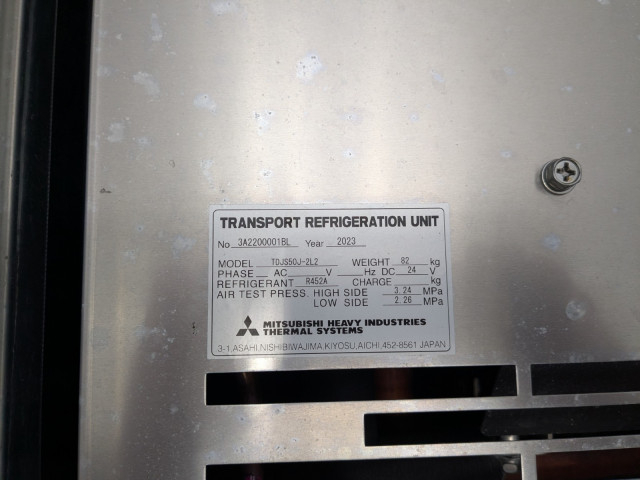 TRANSPORT REFRIGERATION UNIT
No 3A2200001BL Year 2023
MODEL TDJS50J-2L2 WEIGHT 82 kg
PHASE AC V Hz DC 24 V
REFRIGERANT R452A CHARGE kg
AIR TEST PRESS. HIGH SIDE 3.24 MPa
LOW SIDE 2.26 MPa
MITSUBISHI HEAVY INDUSTRIES
THERMAL SYSTEMS
3-1,ASAHI,NISHIBIWAJIMA,KIYOSU,AICHI,452-8561 JAPAN